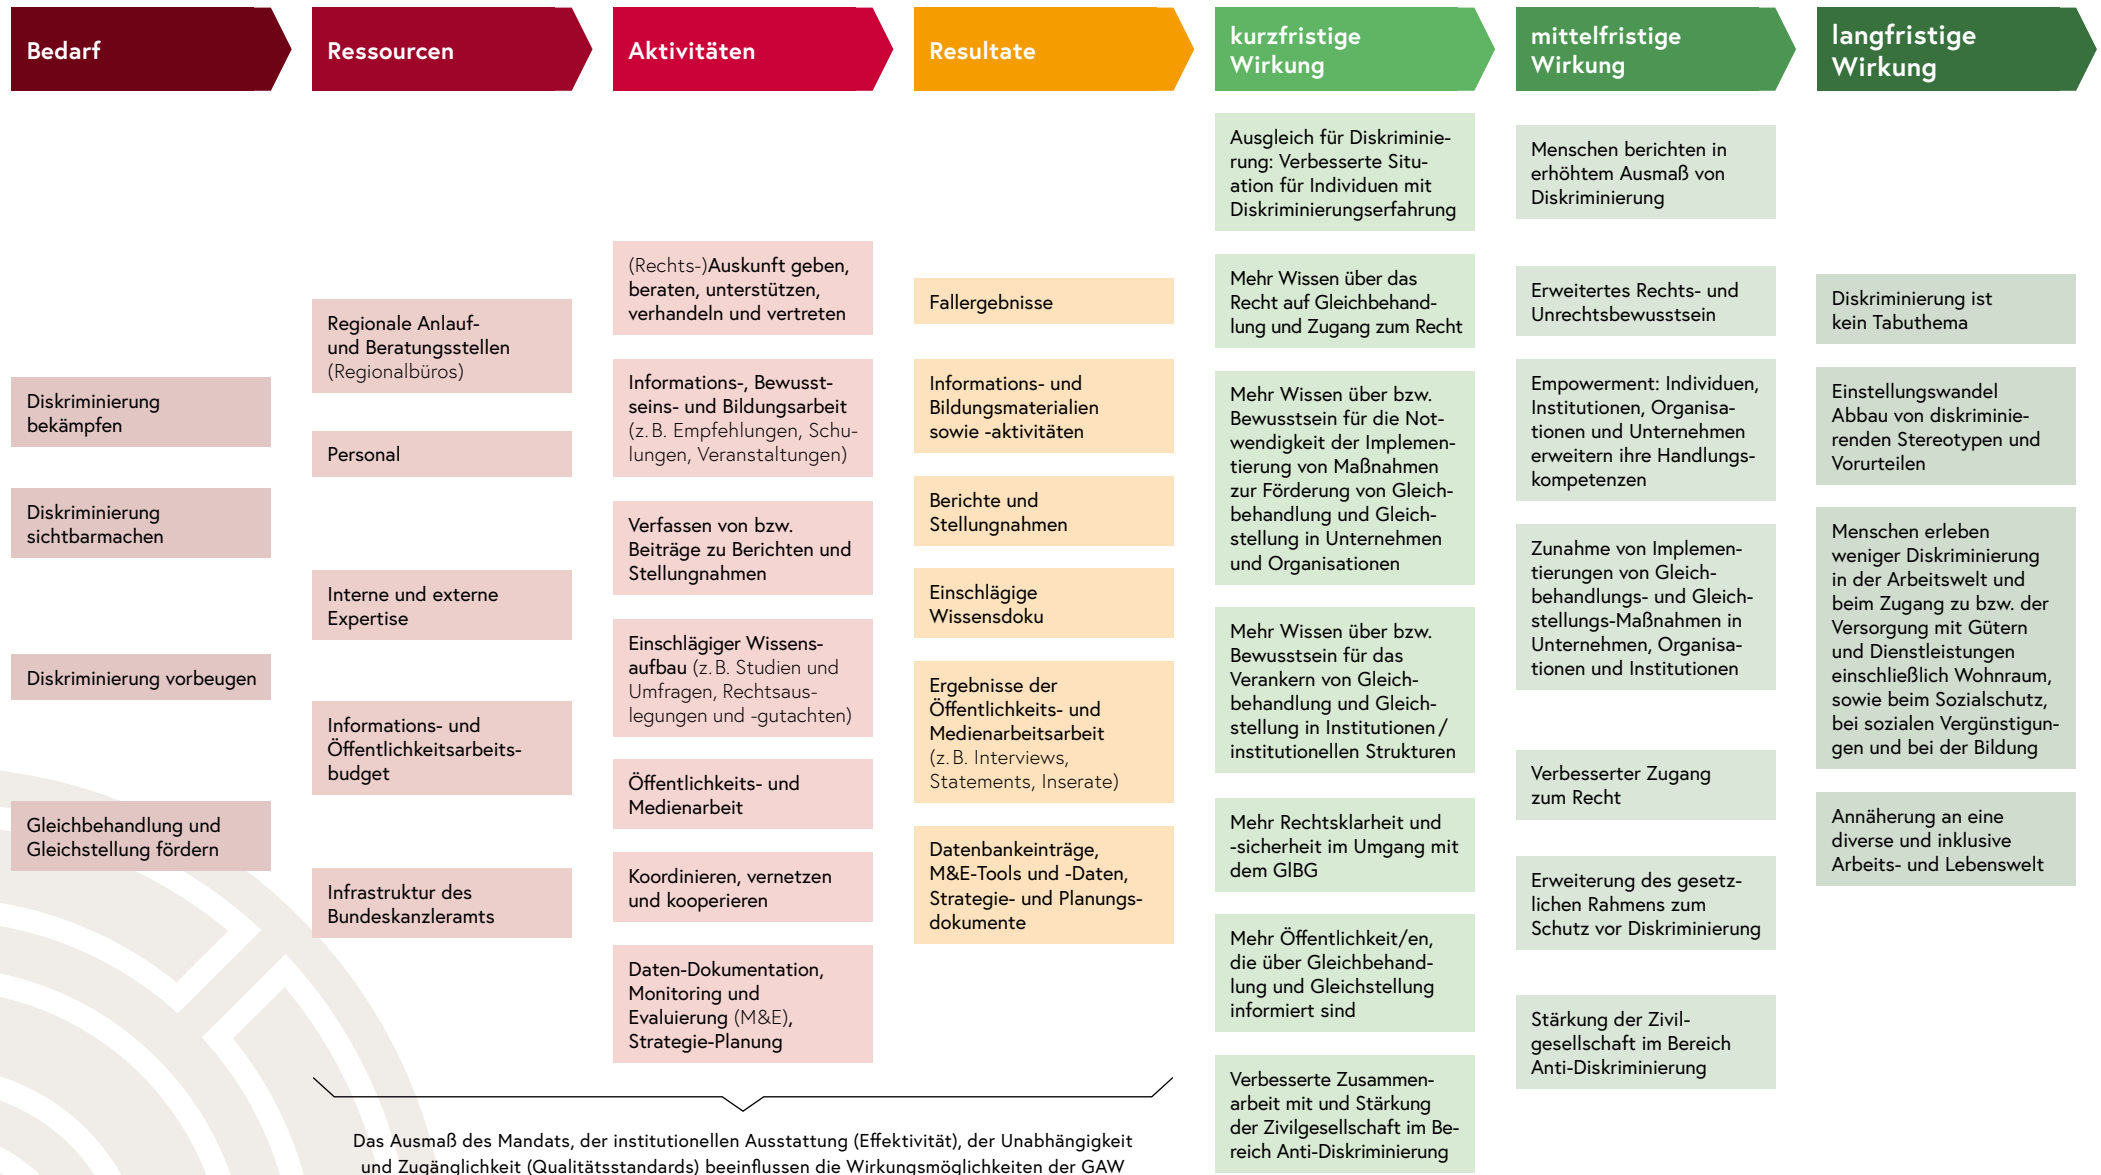 Bedarf
Ressourcen
Aktivitäten
Resultate
kurzfristige
Wirkung
mittelfristige
Wirkung
langfristige
Wirkung
Diskriminierung
bekämpfen
Diskriminierung
sichtbarmachen
Diskriminierung vorbeugen
Gleichbehandlung und
Gleichstellung fördern
Regionale Anlauf-
und Beratungsstellen
(Regionalbüros)
Personal
Interne und externe
Expertise
Informations- und
Öffentlichkeitsarbeits-
budget
Infrastruktur des
Bundeskanzleramts
(Rechts-)Auskunft geben,
beraten, unterstützen,
verhandeln und vertreten
Informations-, Bewusst-
seins- und Bildungsarbeit
(z. B. Empfehlungen, Schu-
lungen, Veranstaltungen)
Verfassen von bzw.
Beiträge zu Berichten und
Stellungnahmen
Einschlägiger Wissens-
aufbau (z. B. Studien und
Umfragen, Rechtsaus-
legungen und -gutachten)
Öffentlichkeits- und
Medienarbeit
Koordinieren, vernetzen
und kooperieren
Daten-Dokumentation,
Monitoring und
Evaluierung (M&E),
Strategie-Planung
Fallergebnisse
Informations- und
Bildungsmaterialien
sowie -aktivitäten
Berichte und
Stellungnahmen
Einschlägige
Wissensdoku
Ergebnisse der
Öffentlichkeits- und
Medienarbeitsarbeit
(z. B. Interviews,
Statements, Inserate)
Datenbankeinträge,
M&E-Tools und -Daten,
Strategie- und Planungs-
dokumente
Ausgleich für Diskriminie-
rung: Verbesserte Situ-
ation für Individuen mit
Diskriminierungserfahrung
Mehr Wissen über das
Recht auf Gleichbehand-
lung und Zugang zum Recht
Mehr Wissen über bzw.
Bewusstsein für die Not-
wendigkeit der Implemen-
tierung von Maßnahmen
zur Förderung von Gleich-
behandlung und Gleich-
stellung in Unternehmen
und Organisationen
Mehr Wissen über bzw.
Bewusstsein für das
Verankern von Gleich-
behandlung und Gleich-
stellung in Institutionen /
institutionellen Strukturen
Mehr Rechtsklarheit und
-sicherheit im Umgang mit
dem GlBG
Mehr Öffentlichkeit/en,
die über Gleichbehand-
lung und Gleichstellung
informiert sind
Verbesserte Zusammen-
arbeit mit und Stärkung
der Zivilgesellschaft im Be-
reich Anti-Diskriminierung
Menschen berichten in
erhöhtem Ausmaß von
Diskriminierung
Erweitertes Rechts- und
Unrechtsbewusstsein
Empowerment: Individuen,
Institutionen, Organisa-
tionen und Unternehmen
erweitern ihre Handlungs-
kompetenzen
Zunahme von Implemen-
tierungen von Gleich-
behandlungs- und Gleich-
stellungs-Maßnahmen in
Unternehmen, Organisa-
tionen und Institutionen
Verbesserter Zugang
zum Recht
Erweiterung des gesetz-
lichen Rahmens zum
Schutz vor Diskriminierung
Stärkung der Zivil-
gesellschaft im Bereich
Anti-Diskriminierung
Diskriminierung ist
kein Tabuthema
Einstellungswandel
Abbau von diskriminie-
renden Stereotypen und
Vorurteilen
Menschen erleben
weniger Diskriminierung
in der Arbeitswelt und
beim Zugang zu bzw. der
Versorgung mit Gütern
und Dienstleistungen
einschließlich Wohnraum,
sowie beim Sozialschutz,
bei sozialen Vergünstigun-
gen und bei der Bildung
Annäherung an eine
diverse und inklusive
Arbeits- und Lebenswelt
Das Ausmaß des Mandats, der institutionellen Ausstattung (Effektivität), der Unabhängigkeit
und Zugänglichkeit (Qualitätsstandards) beeinflussen die Wirkungsmöglichkeiten der GAW